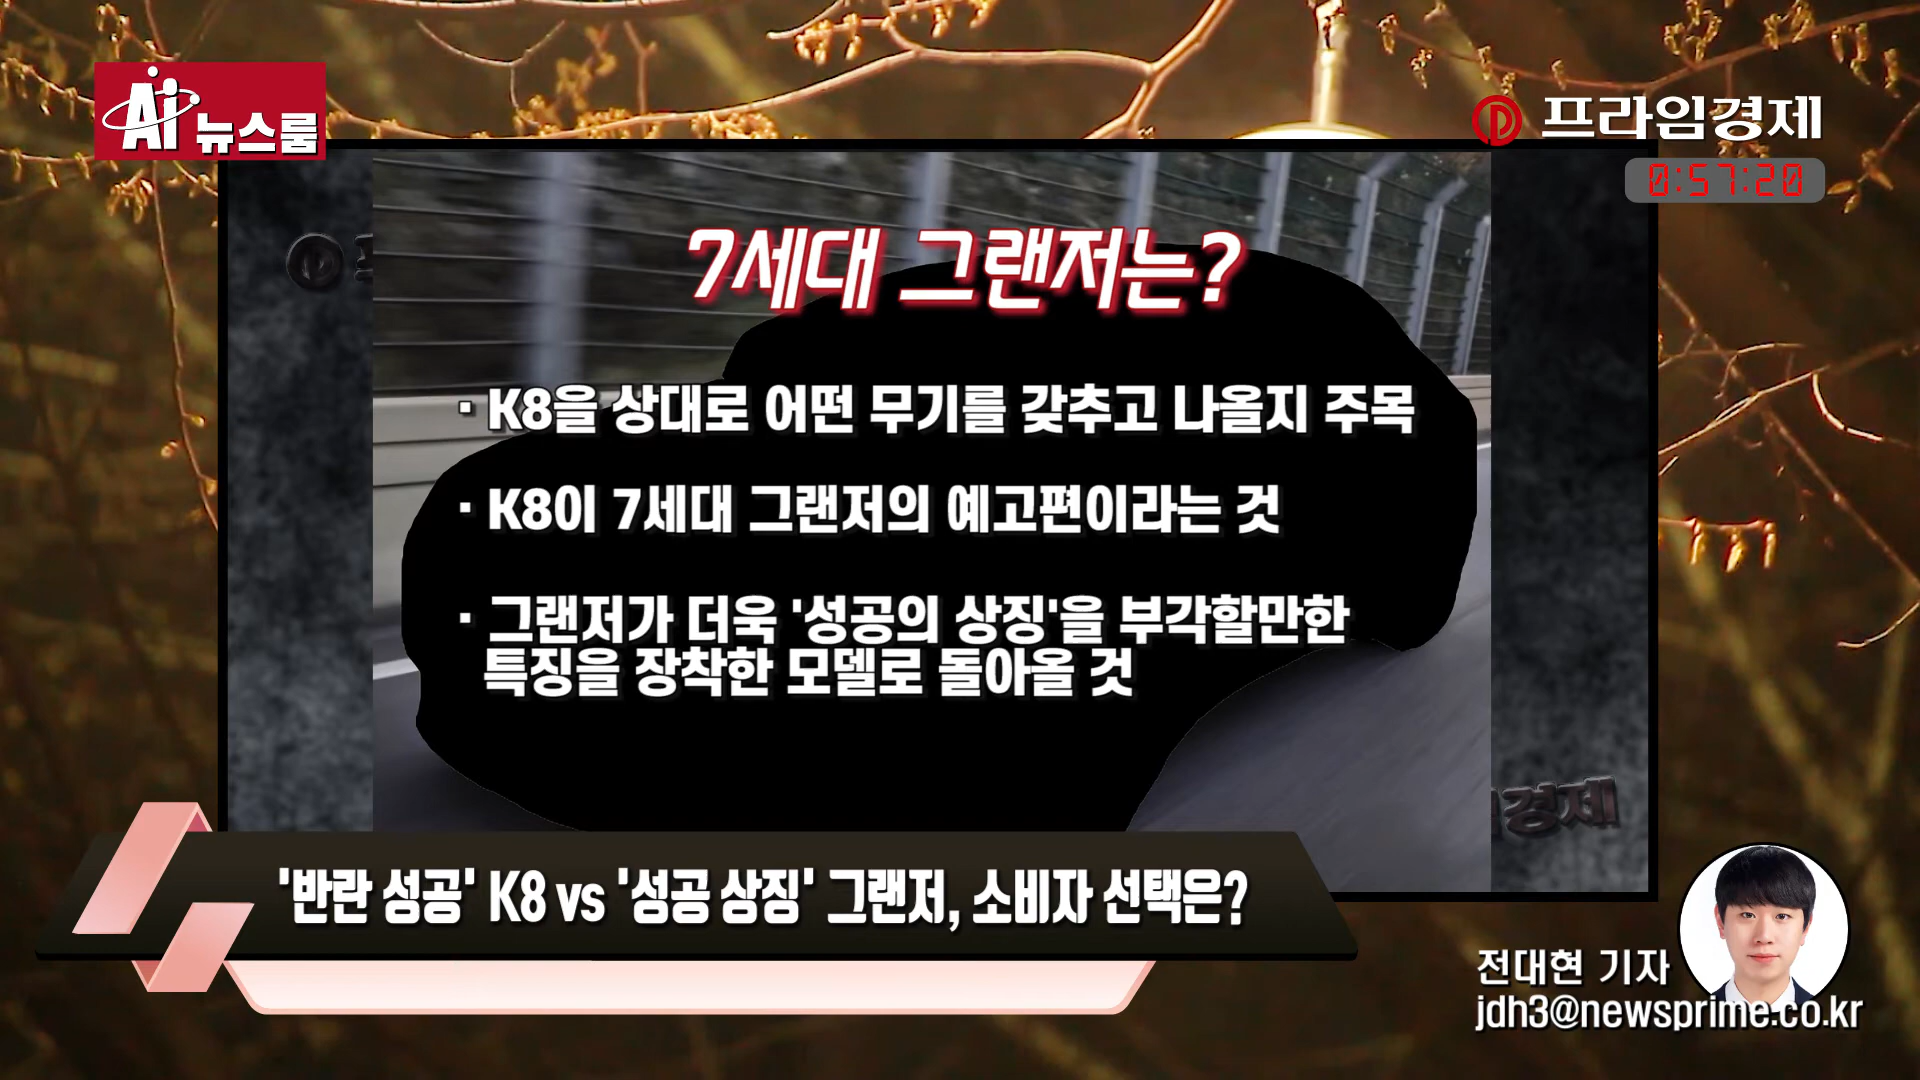 Ai 뉴스룸
프라임경제
0:57:20
7세대 그랜저는?
· K8을 상대로 어떤 무기를 갖추고 나올지 주목
· K8이 7세대 그랜저의 예고편이라는 것
· 그랜저가 더욱 '성공의 상징'을 부각할만한
특징을 장착한 모델로 돌아올 것
경제
'반란 성공' K8 vs '성공 상징' 그랜저, 소비자 선택은?
전대현 기자
jdh3@newsprime.co.kr